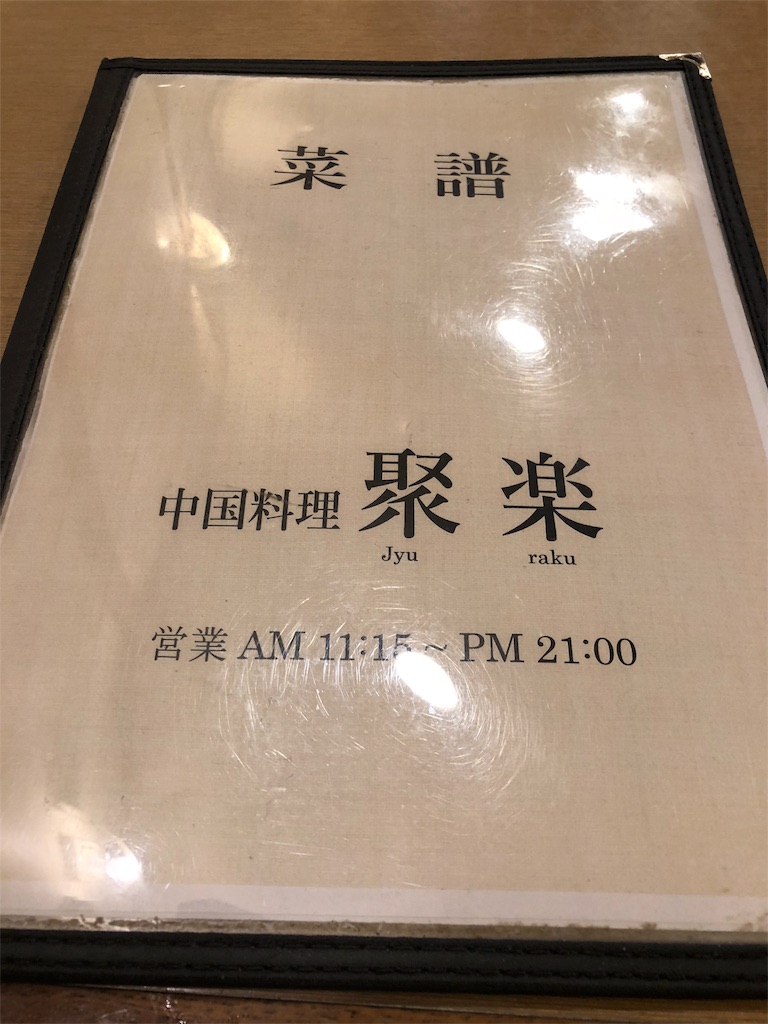 菜 譜
中国料理 聚 楽
Jyu raku
営業 AM 11:15～PM 21:00